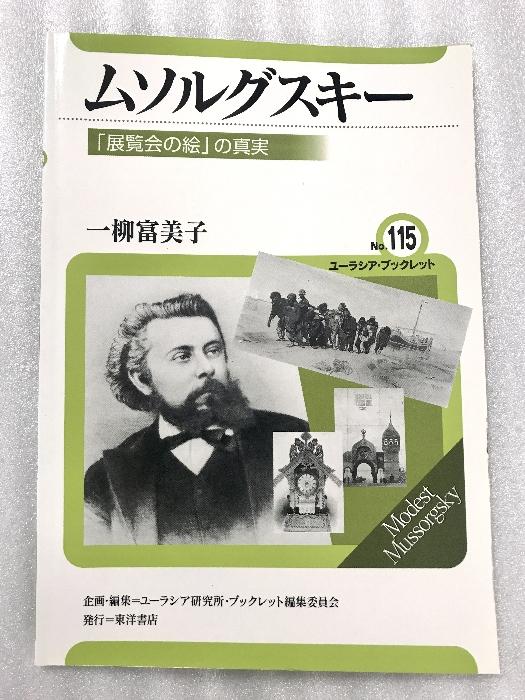 ムソルグスキー
「展覧会の絵」の真実
一柳富美子
No.115
ユーラシア・ブックレット
Modest
Mussorgsky
企画・編集＝ユーラシア研究所・ブックレット編集委員会
発行＝東洋書店